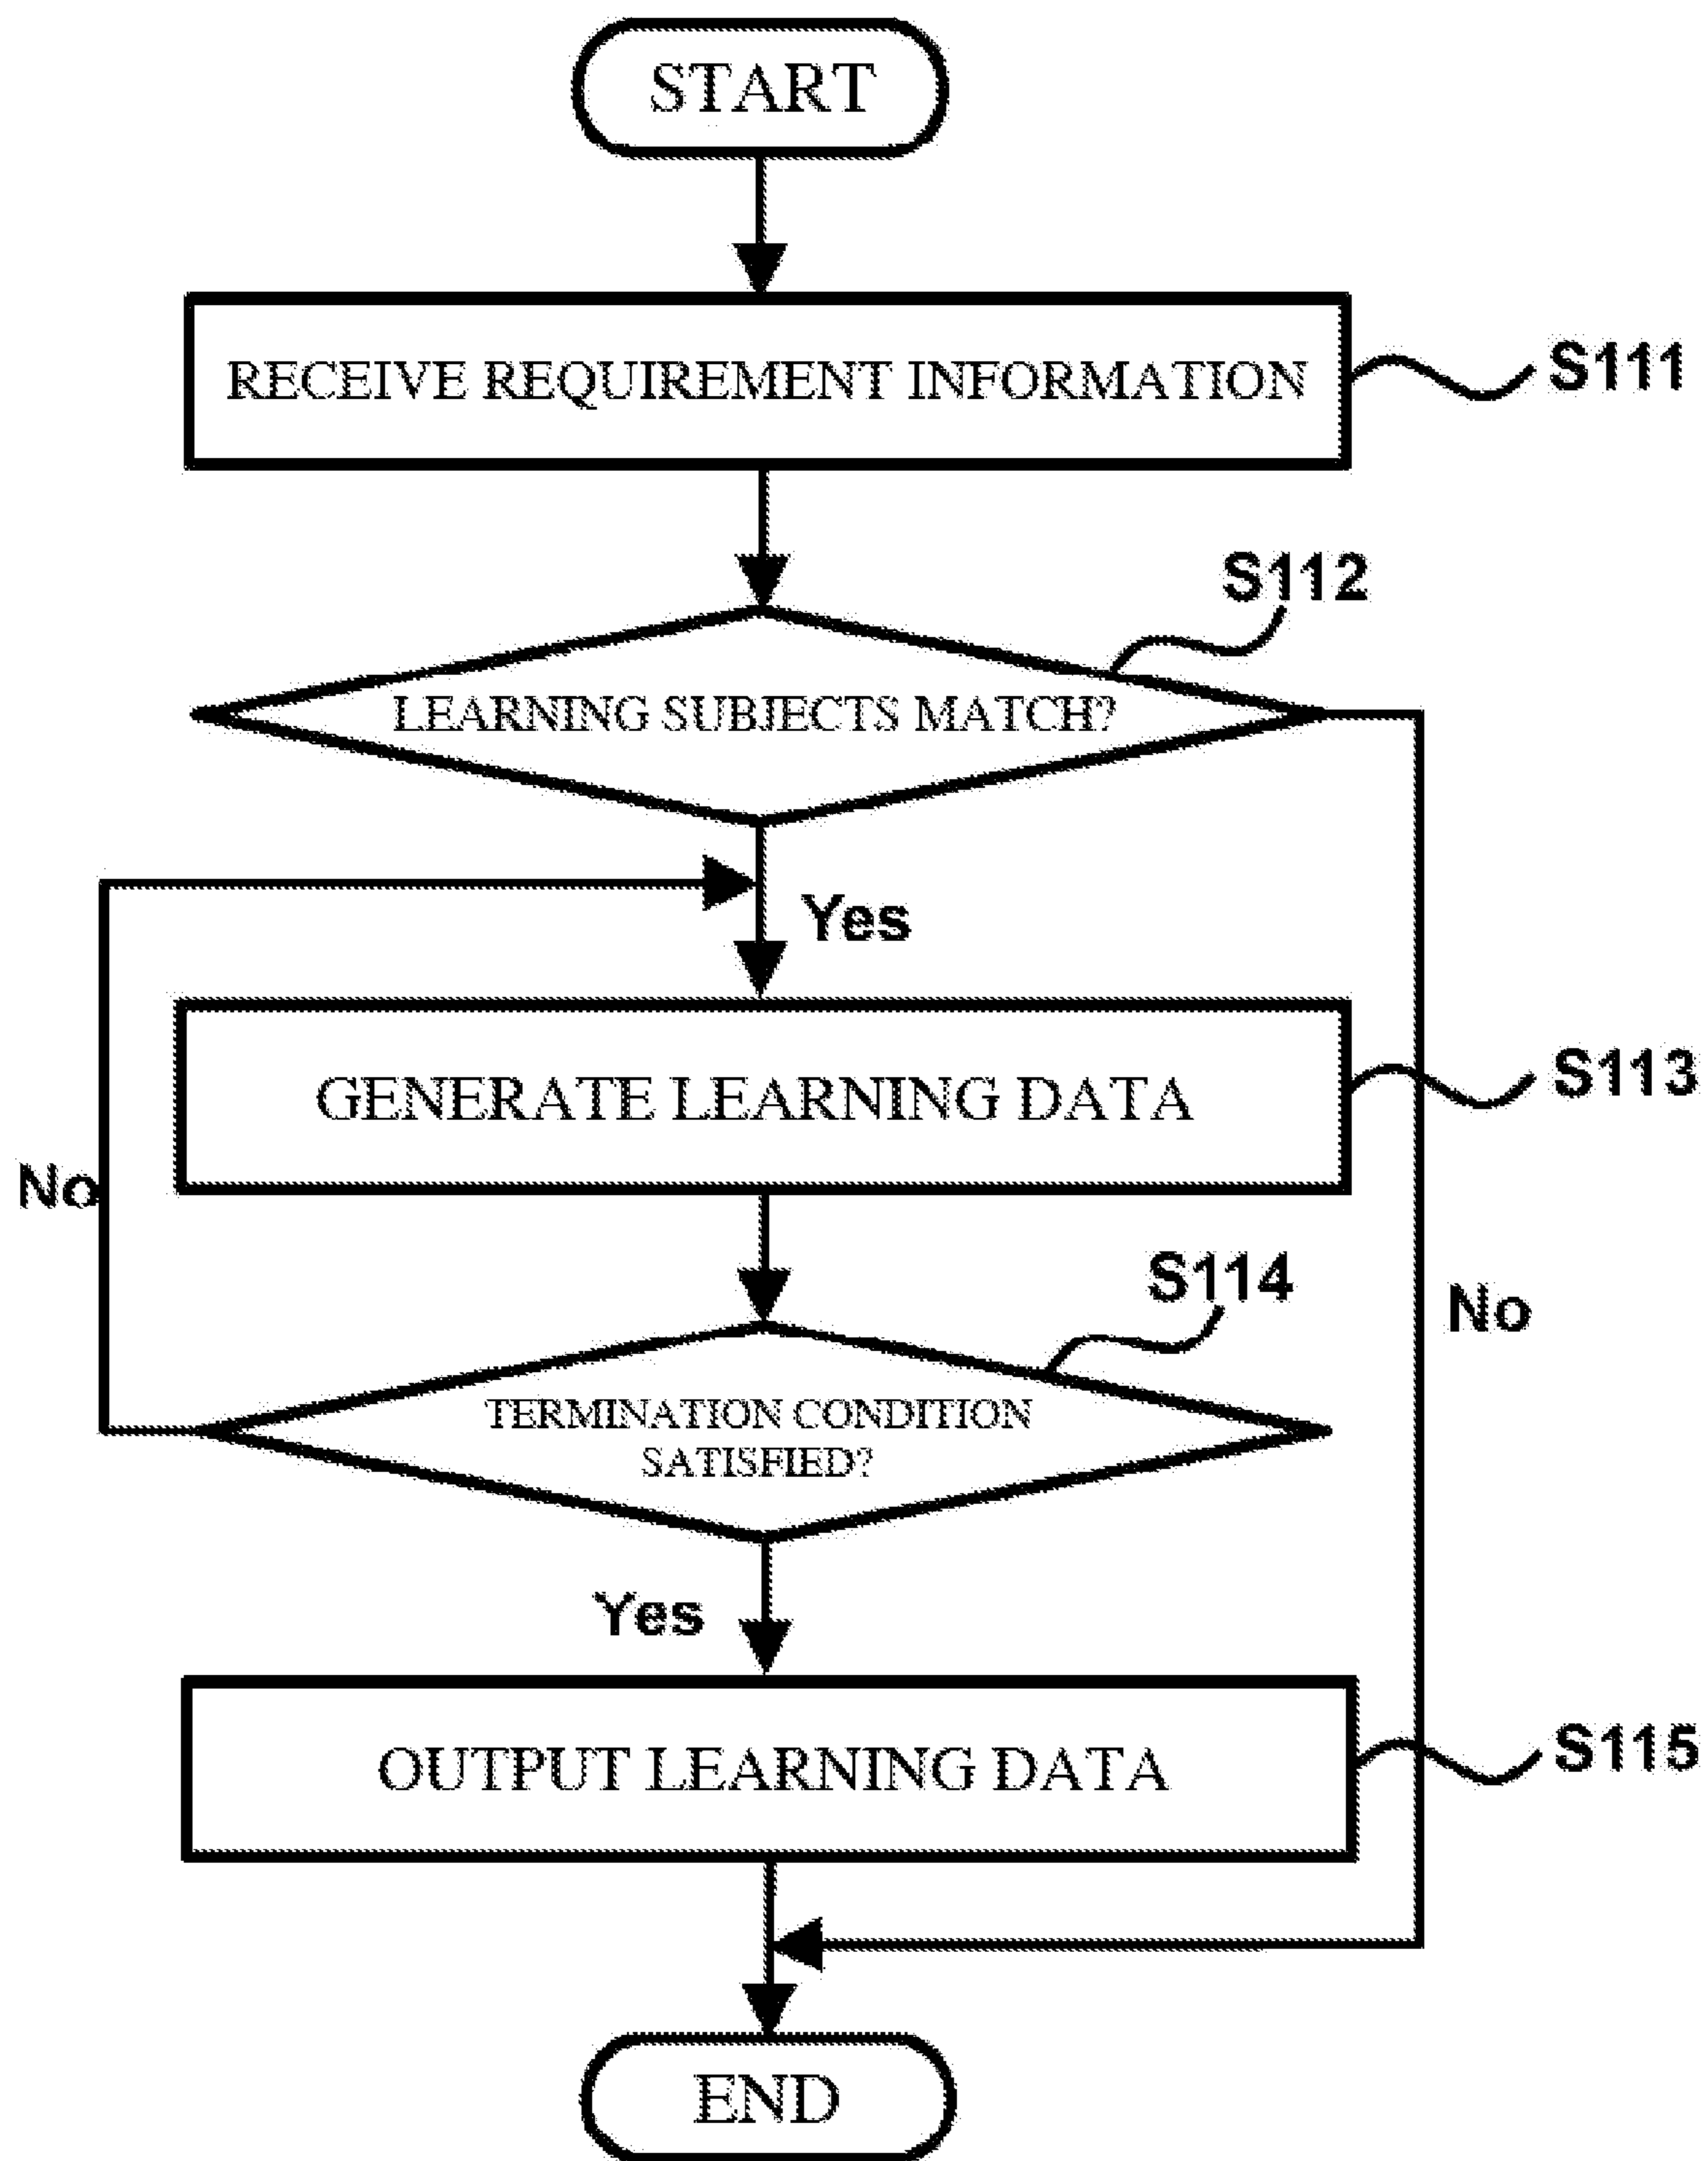 START
RECEIVE REQUIREMENT INFORMATION
S111
S112
LEARNING SUBJECTS MATCH?
Yes
GENERATE LEARNING DATA
S113
No
S114
No
TERMINATION CONDITION
SATISFIED?
Yes
OUTPUT LEARNING DATA
S115
END